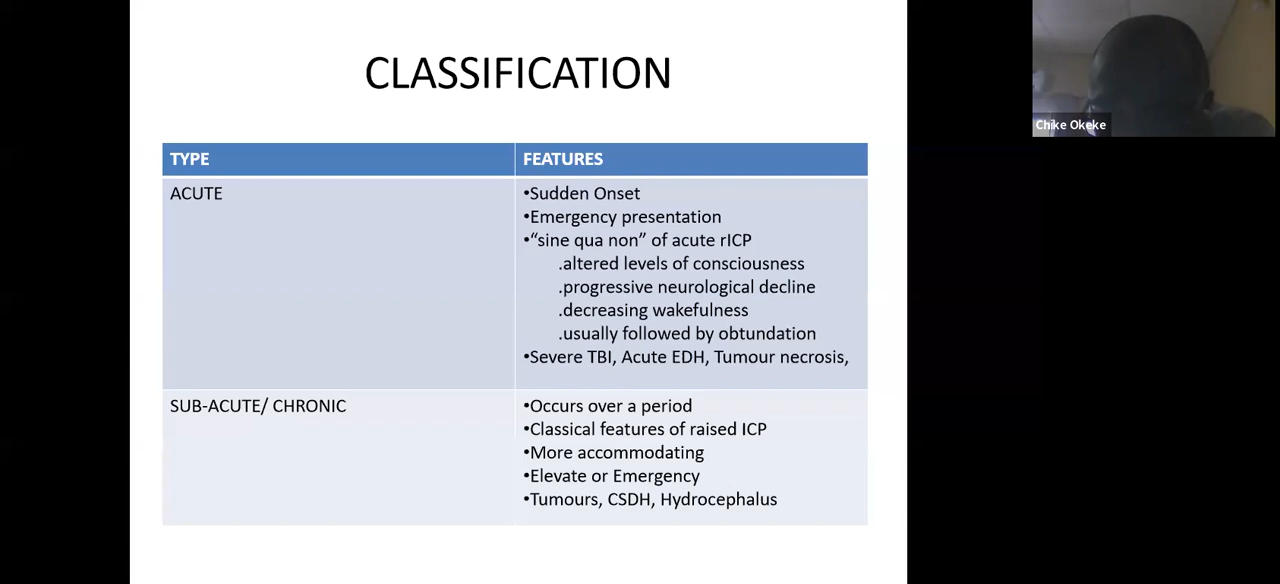 CLASSIFICATION
TYPE
FEATURES
ACUTE
•Sudden Onset
•Emergency presentation
•“sine qua non” of acute rICP
.altered levels of consciousness
.progressive neurological decline
.decreasing wakefulness
.usually followed by obtundation
•Severe TBI, Acute EDH, Tumour necrosis,
SUB-ACUTE/ CHRONIC
•Occurs over a period
•Classical features of raised ICP
•More accommodating
•Elevate or Emergency
•Tumours, CSDH, Hydrocephalus
Chike Okeke